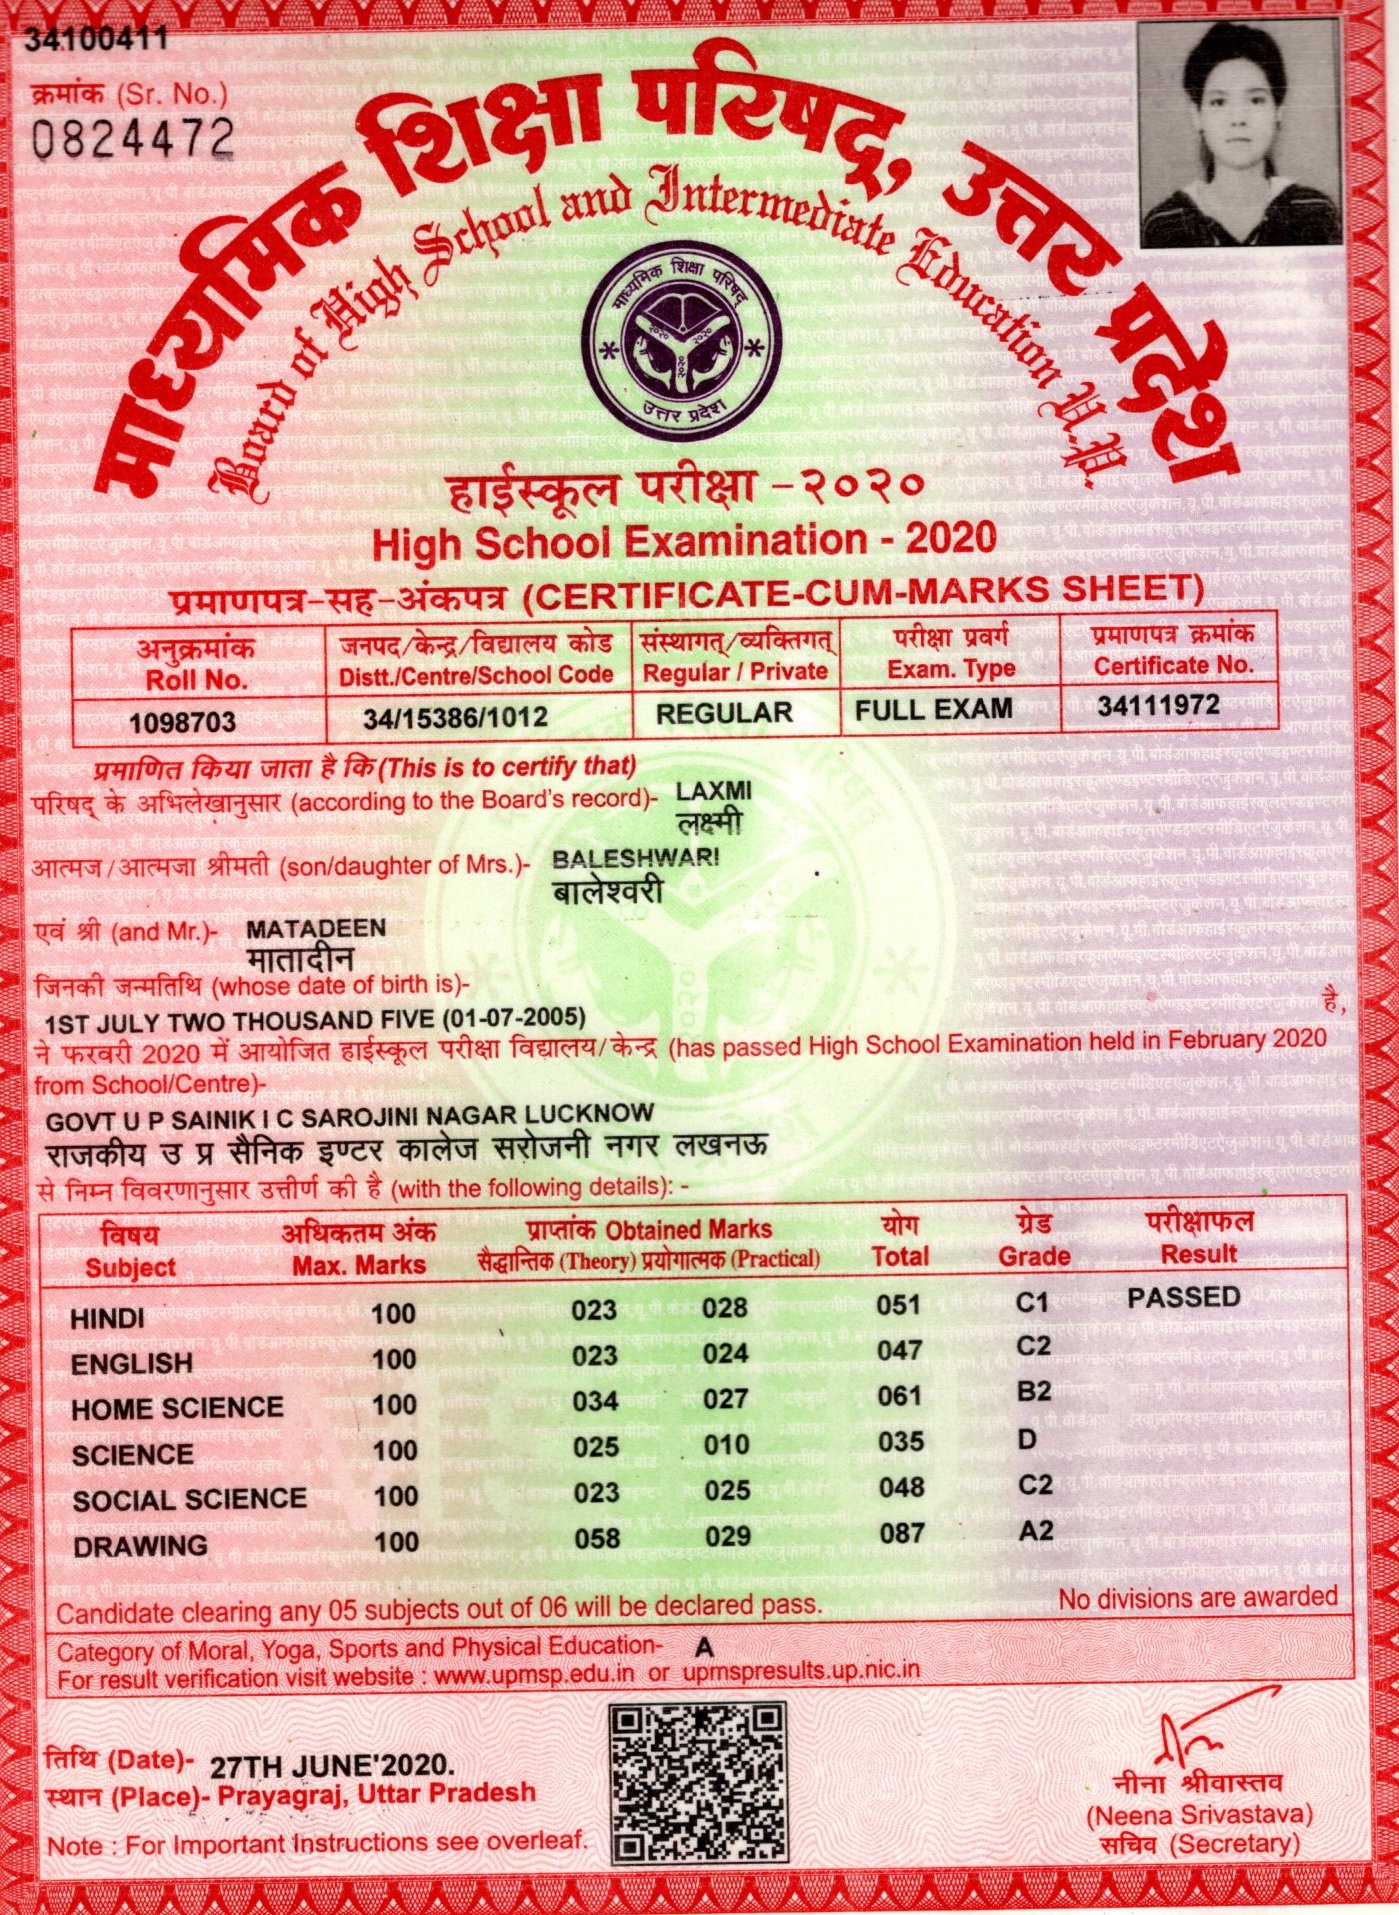 34100411
क्रमांक (Sr. No.)
0824472
माध्यमिक शिक्षा परिषद्, उत्तर प्रदेश
Board of High School and Intermediate Education U.P.
माध्यमिक शिक्षा परिषद्
२०२० २०२०
२०२०
उत्तर प्रदेश
हाईस्कूल परीक्षा -२०२०
High School Examination - 2020
प्रमाणपत्र-सह-अंकपत्र (CERTIFICATE-CUM-MARKS SHEET)
अनुक्रमांक जनपद/केन्द्र/विद्यालय कोड संस्थागत्/व्यक्तिगत् परीक्षा प्रवर्ग प्रमाणपत्र क्रमांक
Roll No. Distt./Centre/School Code Regular / Private Exam. Type Certificate No.
1098703 34/15386/1012 REGULAR FULL EXAM 34111972
प्रमाणित किया जाता है कि (This is to certify that)
परिषद् के अभिलेखानुसार (according to the Board's record)- LAXMI
लक्ष्मी
आत्मज/आत्मजा श्रीमती (son/daughter of Mrs.)- BALESHWARI
बालेश्वरी
एवं श्री (and Mr.)- MATADEEN
मातादीन
जिनकी जन्मतिथि (whose date of birth is)-
1ST JULY TWO THOUSAND FIVE (01-07-2005) है,
ने फरवरी 2020 में आयोजित हाईस्कूल परीक्षा विद्यालय/केन्द्र (has passed High School Examination held in February 2020
from School/Centre)-
GOVT U P SAINIK I C SAROJINI NAGAR LUCKNOW
राजकीय उ प्र सैनिक इण्टर कालेज सरोजनी नगर लखनऊ
से निम्न विवरणानुसार उत्तीर्ण की है (with the following details): -
विषय अधिकतम अंक प्राप्तांक Obtained Marks योग ग्रेड परीक्षाफल
Subject Max. Marks सैद्धान्तिक (Theory) प्रयोगात्मक (Practical) Total Grade Result
HINDI 100 023 028 051 C1 PASSED
ENGLISH 100 023 024 047 C2
HOME SCIENCE 100 034 027 061 B2
SCIENCE 100 025 010 035 D
SOCIAL SCIENCE 100 023 025 048 C2
DRAWING 100 058 029 087 A2
Candidate clearing any 05 subjects out of 06 will be declared pass. No divisions are awarded
Category of Moral, Yoga, Sports and Physical Education- A
For result verification visit website : www.upmsp.edu.in or upmspresults.up.nic.in
तिथि (Date)- 27TH JUNE'2020.
स्थान (Place)- Prayagraj, Uttar Pradesh
Note : For Important Instructions see overleaf.
नीना श्रीवास्तव
(Neena Srivastava)
सचिव (Secretary)